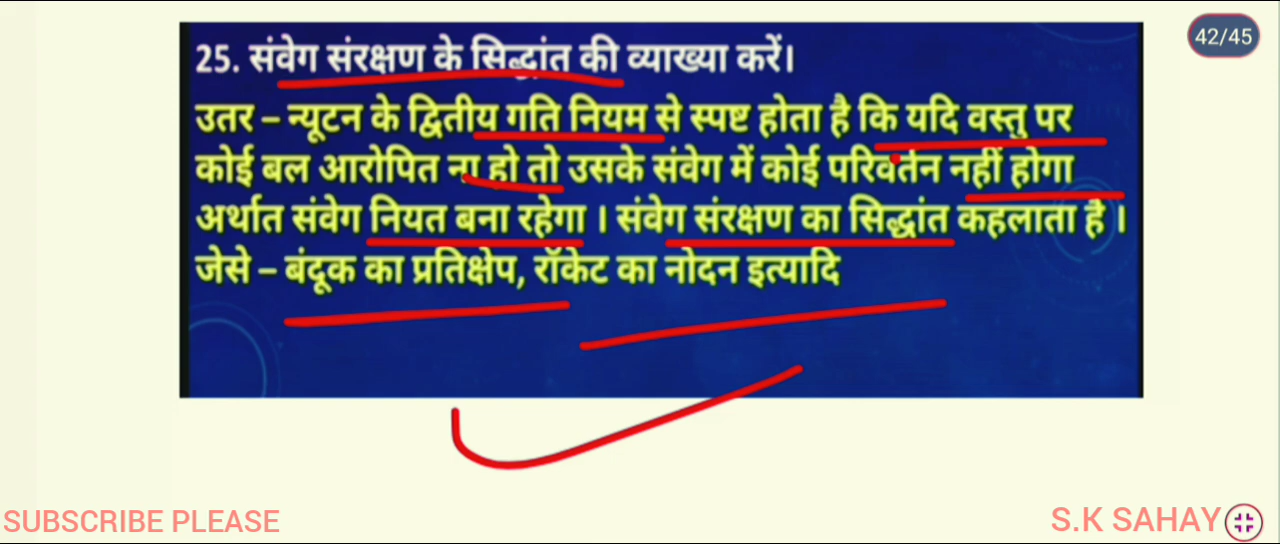 42/45
25. संवेग संरक्षण के सिद्धांत की व्याख्या करें।
उतर – न्यूटन के द्वितीय गति नियम से स्पष्ट होता है कि यदि वस्तु पर
कोई बल आरोपित ना हो तो उसके संवेग में कोई परिवर्तन नहीं होगा
अर्थात संवेग नियत बना रहेगा । संवेग संरक्षण का सिद्धांत कहलाता है ।
जेसे – बंदूक का प्रतिक्षेप, रॉकेट का नोदन इत्यादि
SUBSCRIBE PLEASE
S.K SAHAY